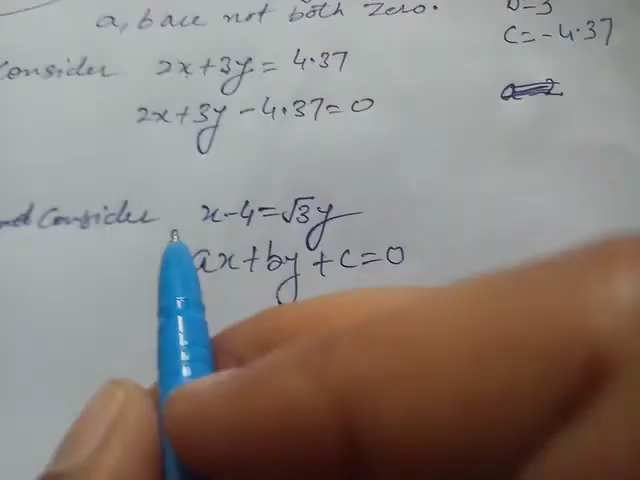 a, b are not both zero.
c = -4.37
Consider 2x+3y = 4.37
2x+3y - 4.37=0
Consider x-4=√3y
ax+by+c=0